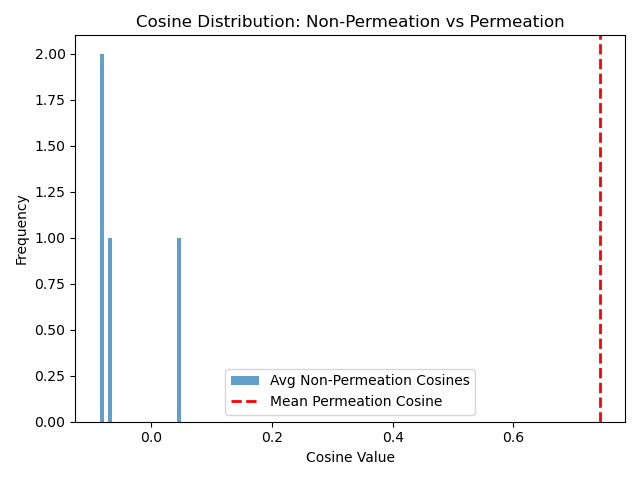 Cosine Distribution: Non-Permeation vs Permeation
2.00
1.75
1.50
1.25
1.00
0.75
0.50
0.25
0.00
Frequency
Avg Non-Permeation Cosines
Mean Permeation Cosine
0.0 0.2 0.4 0.6
Cosine Value